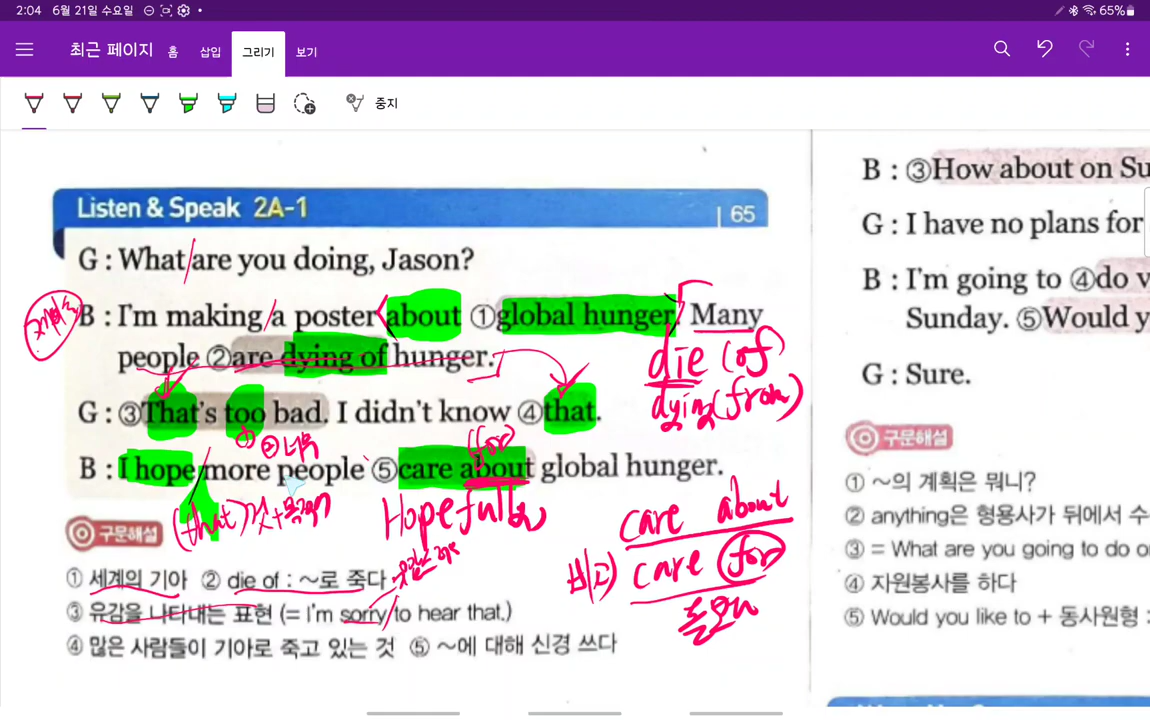 2:04 6월 21일 수요일
65%
최근 페이지 홈 삽입 그리기 보기
중지
Listen & Speak 2A-1
65
G : What are you doing, Jason?
B : I'm making a poster about ①global hunger. Many
people ②are dying of hunger.
die (of
dying(from)
G : ③That's too bad. I didn't know ④that.
② 너무
(for)
B : I hope more people ⑤care about global hunger.
(that)
Hopefully
care about
비교) care for
돌보다
구문해설
① 세계의 기아 ② die of : ~로 죽다
③ 유감을 나타내는 표현 (= I'm sorry to hear that.)
④ 많은 사람들이 기아로 죽고 있는 것 ⑤ ~에 대해 신경 쓰다
B : ③How about on Su
G : I have no plans for
B : I'm going to ④do v
Sunday. ⑤Would y
G : Sure.
구문해설
① ~의 계획은 뭐니?
② anything은 형용사가 뒤에서 수
③ = What are you going to do o
④ 자원봉사를 하다
⑤ Would you like to + 동사원형 :